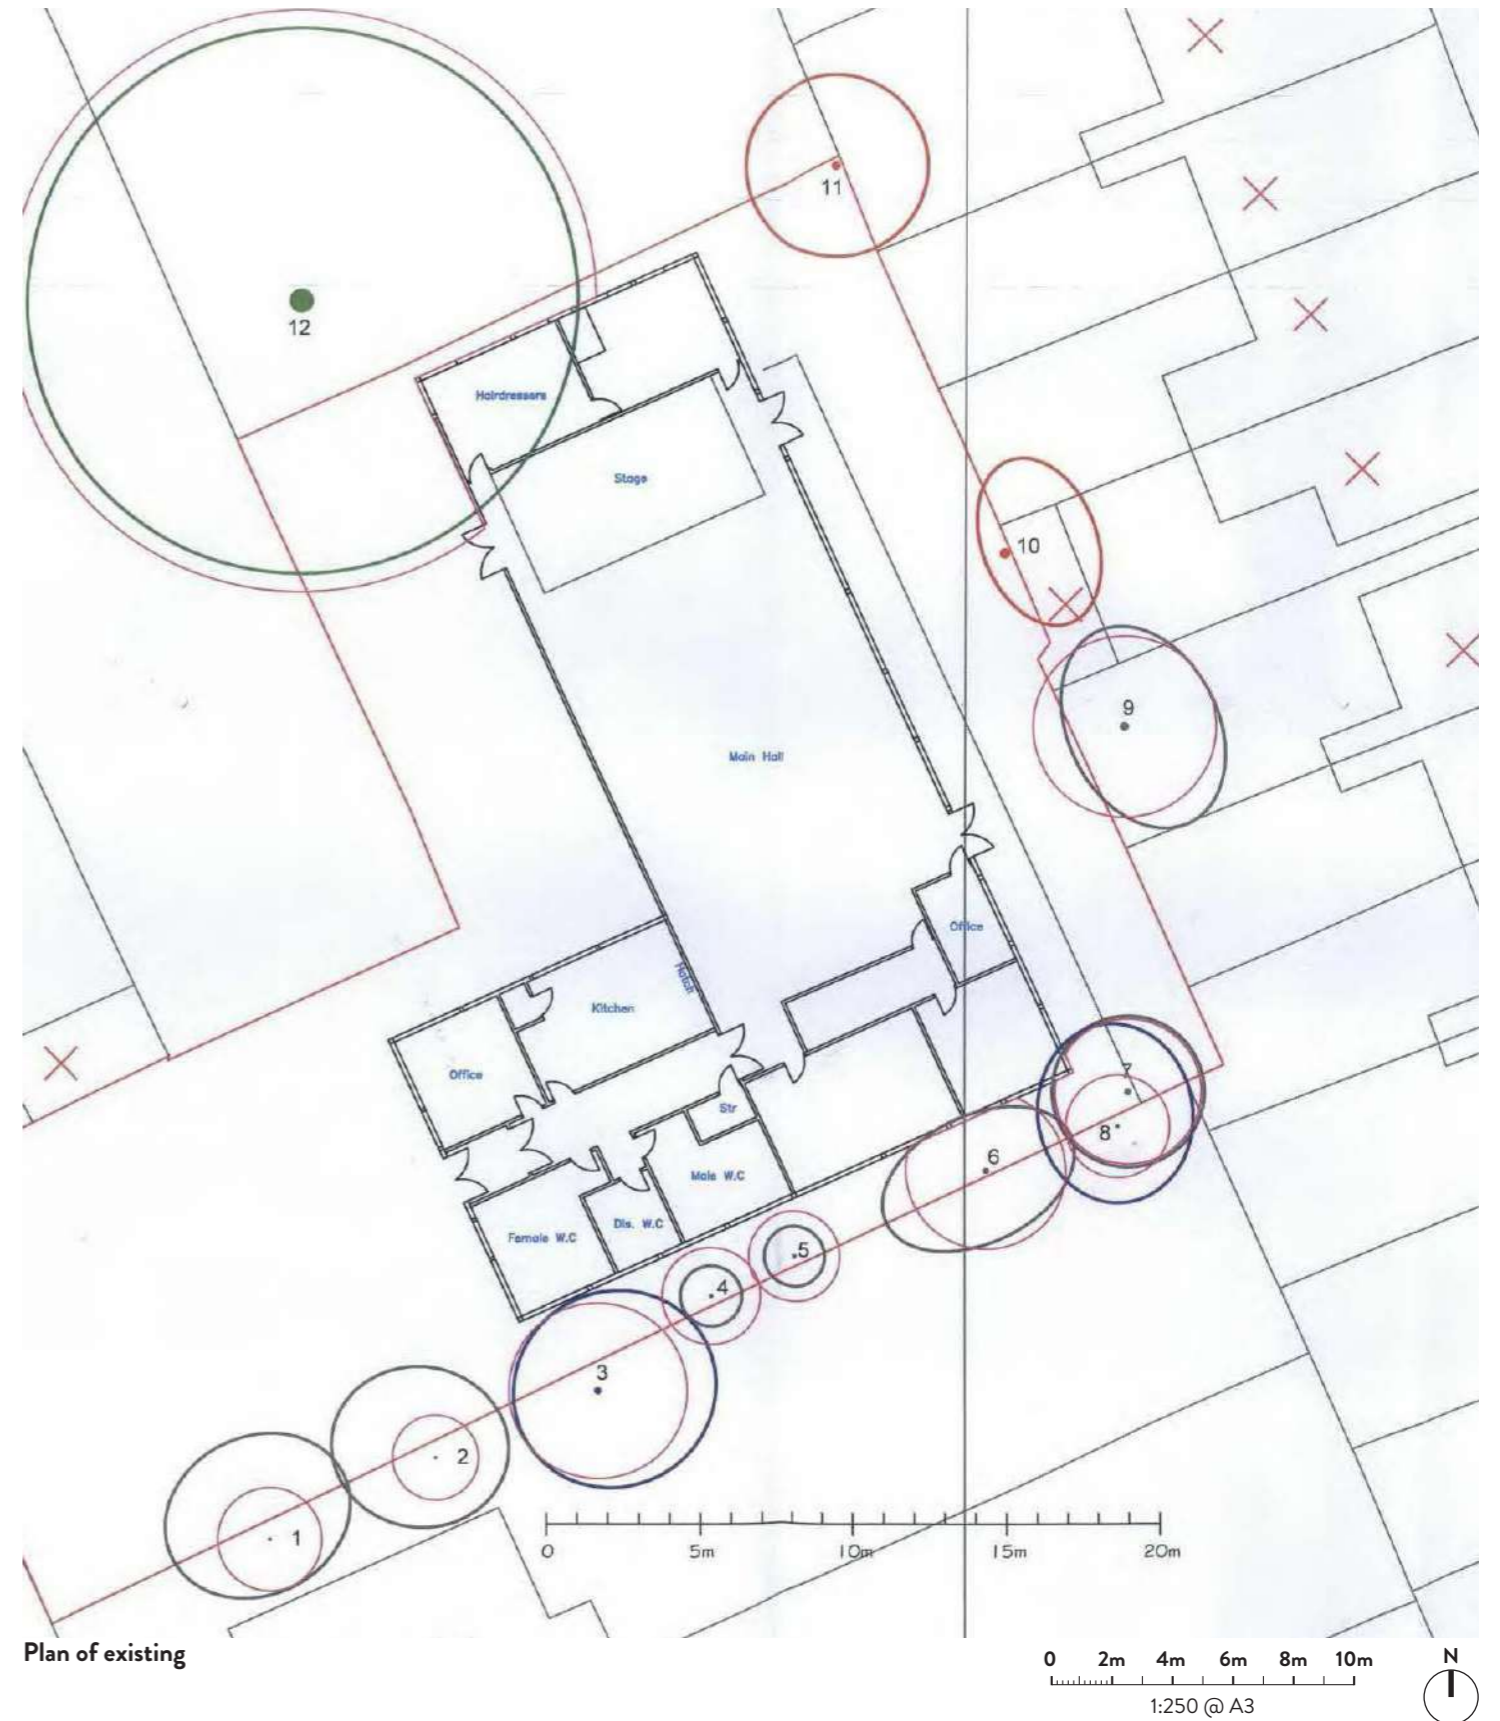 11
12
Hairdressers
Stage
10
9
Main Hall
Office
Hatch
Kitchen
Office
7
Str
8
6
Male W.C
Dis. W.C
Female W.C
5
4
3
2
1
0 5m 10m 15m 20m
Plan of existing
0 2m 4m 6m 8m 10m
1:250 @ A3
N